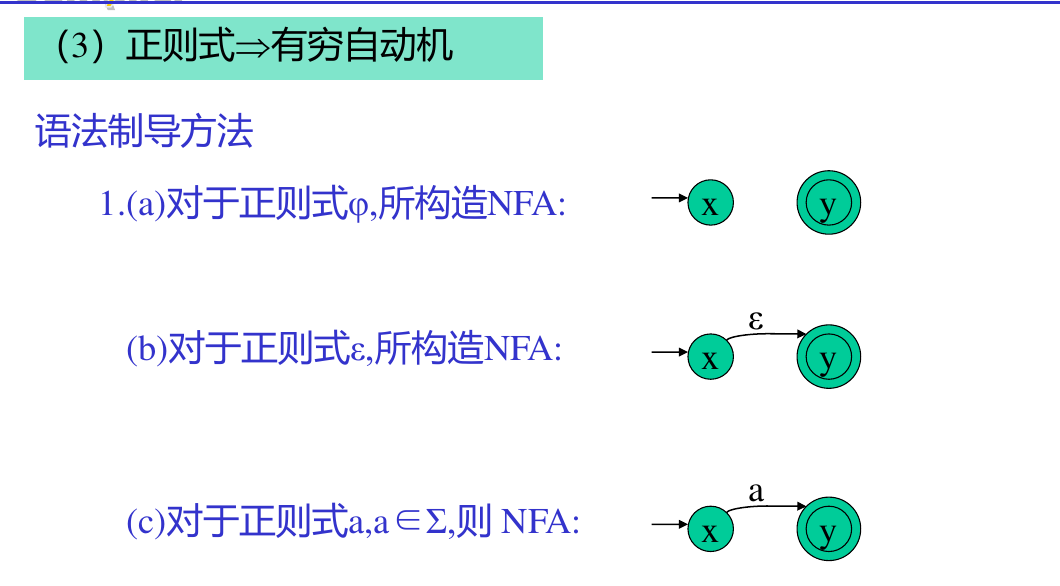 （3）正则式⇒有穷自动机
语法制导方法
1.(a)对于正则式φ,所构造NFA:
x y
(b)对于正则式ε,所构造NFA:
ε
x y
(c)对于正则式a,a∈Σ,则 NFA:
a
x y